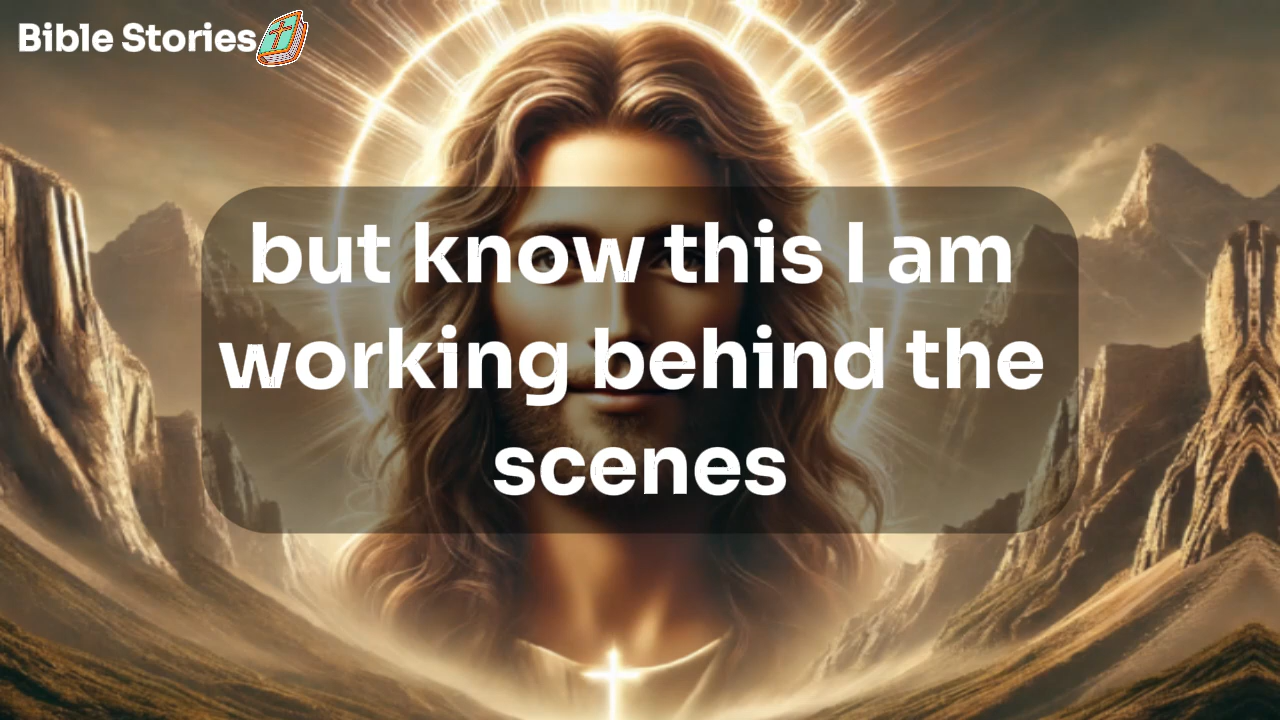 Bible Stories
but know this I am
working behind the
scenes